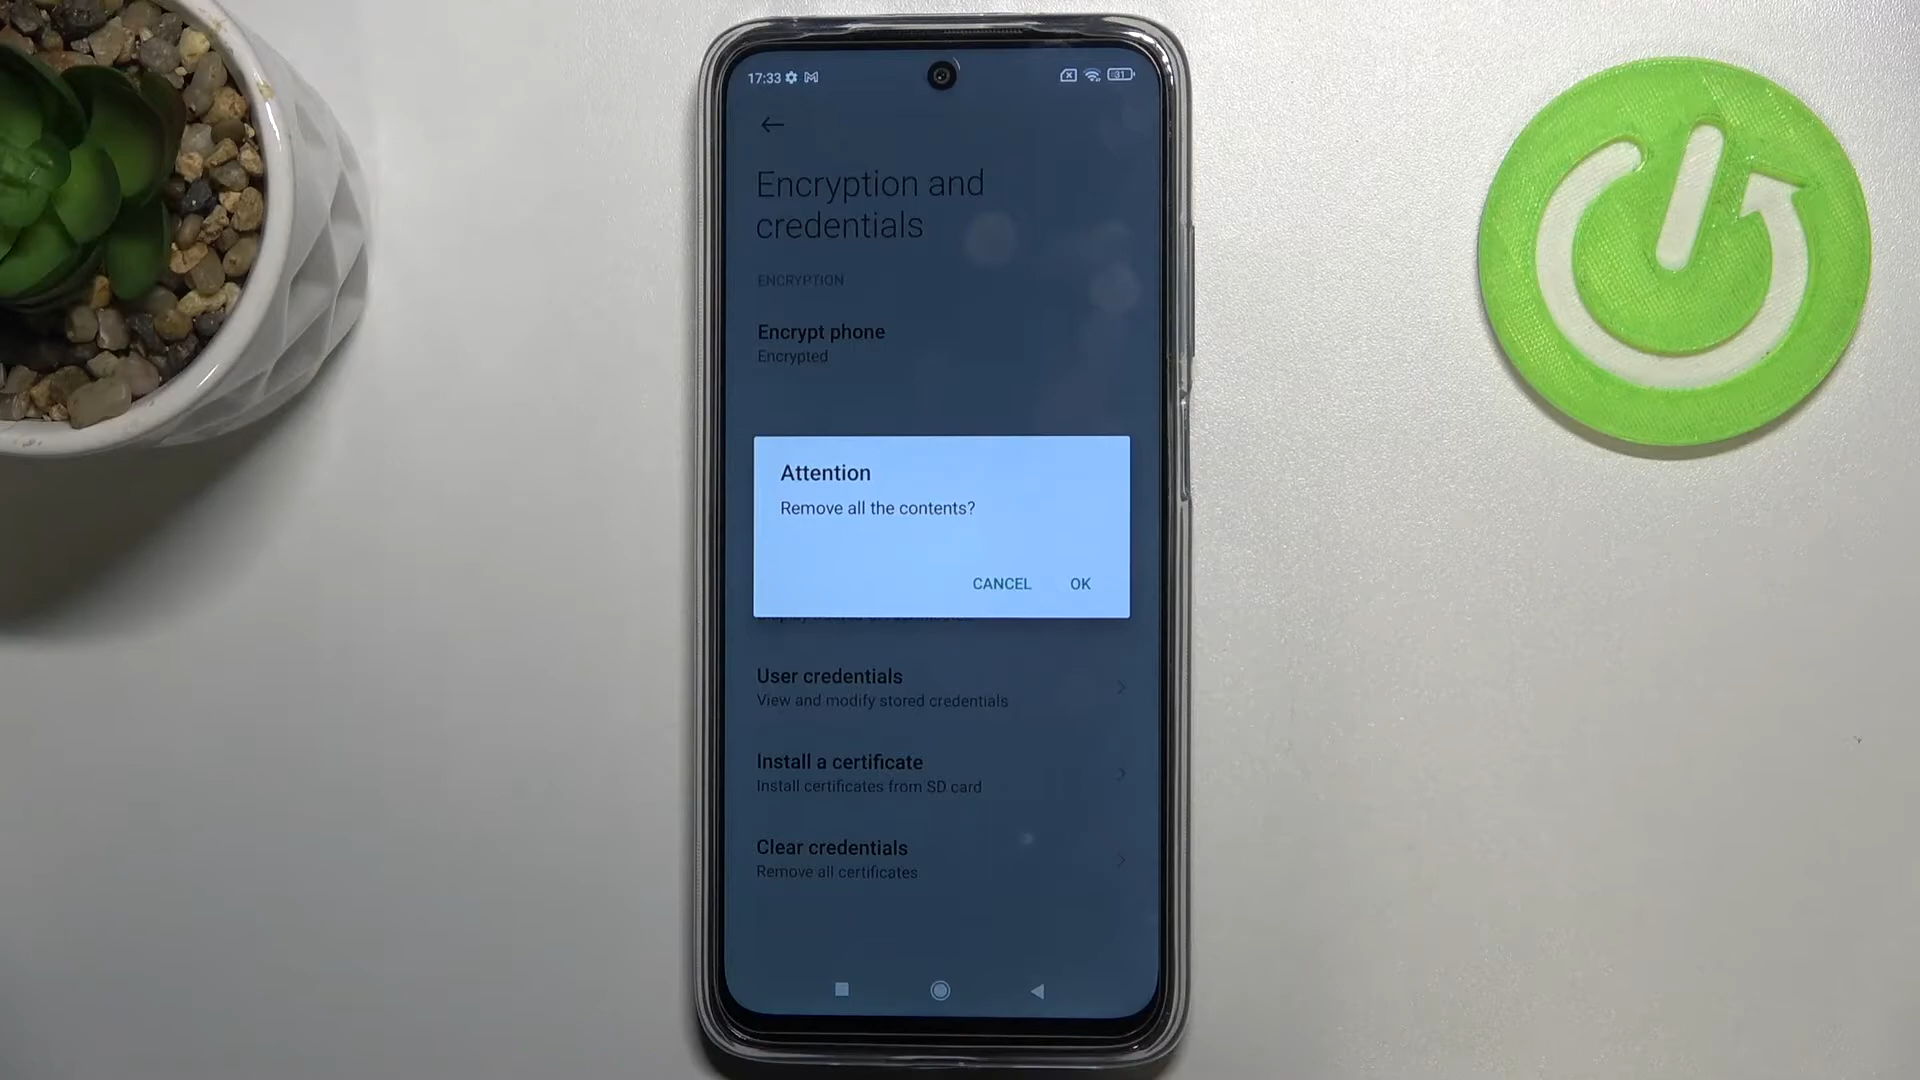 17:33
31
Encryption and
credentials
ENCRYPTION
Encrypt phone
Encrypted
Attention
Remove all the contents?
CANCEL OK
User credentials
View and modify stored credentials
Install a certificate
Install certificates from SD card
Clear credentials
Remove all certificates